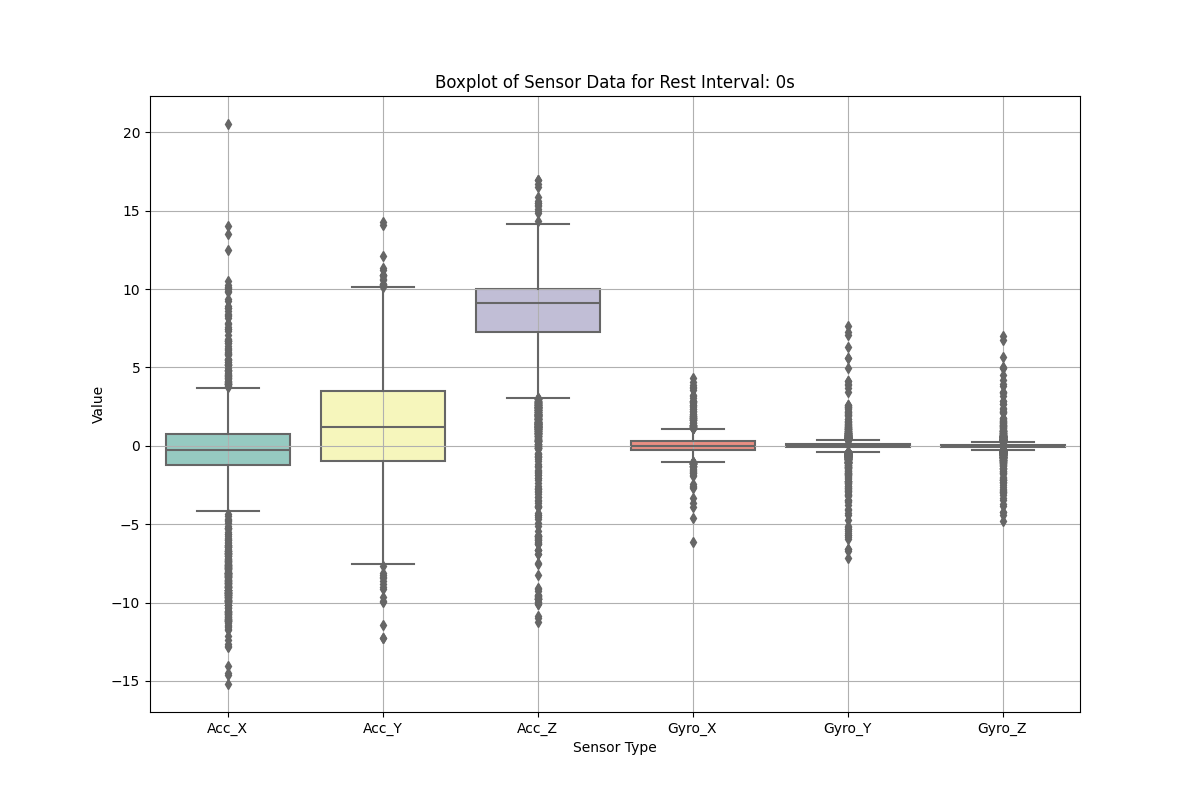 Boxplot of Sensor Data for Rest Interval: 0s
20
15
10
5
0
−5
−10
−15
Value
Acc_X Acc_Y Acc_Z Gyro_X Gyro_Y Gyro_Z
Sensor Type